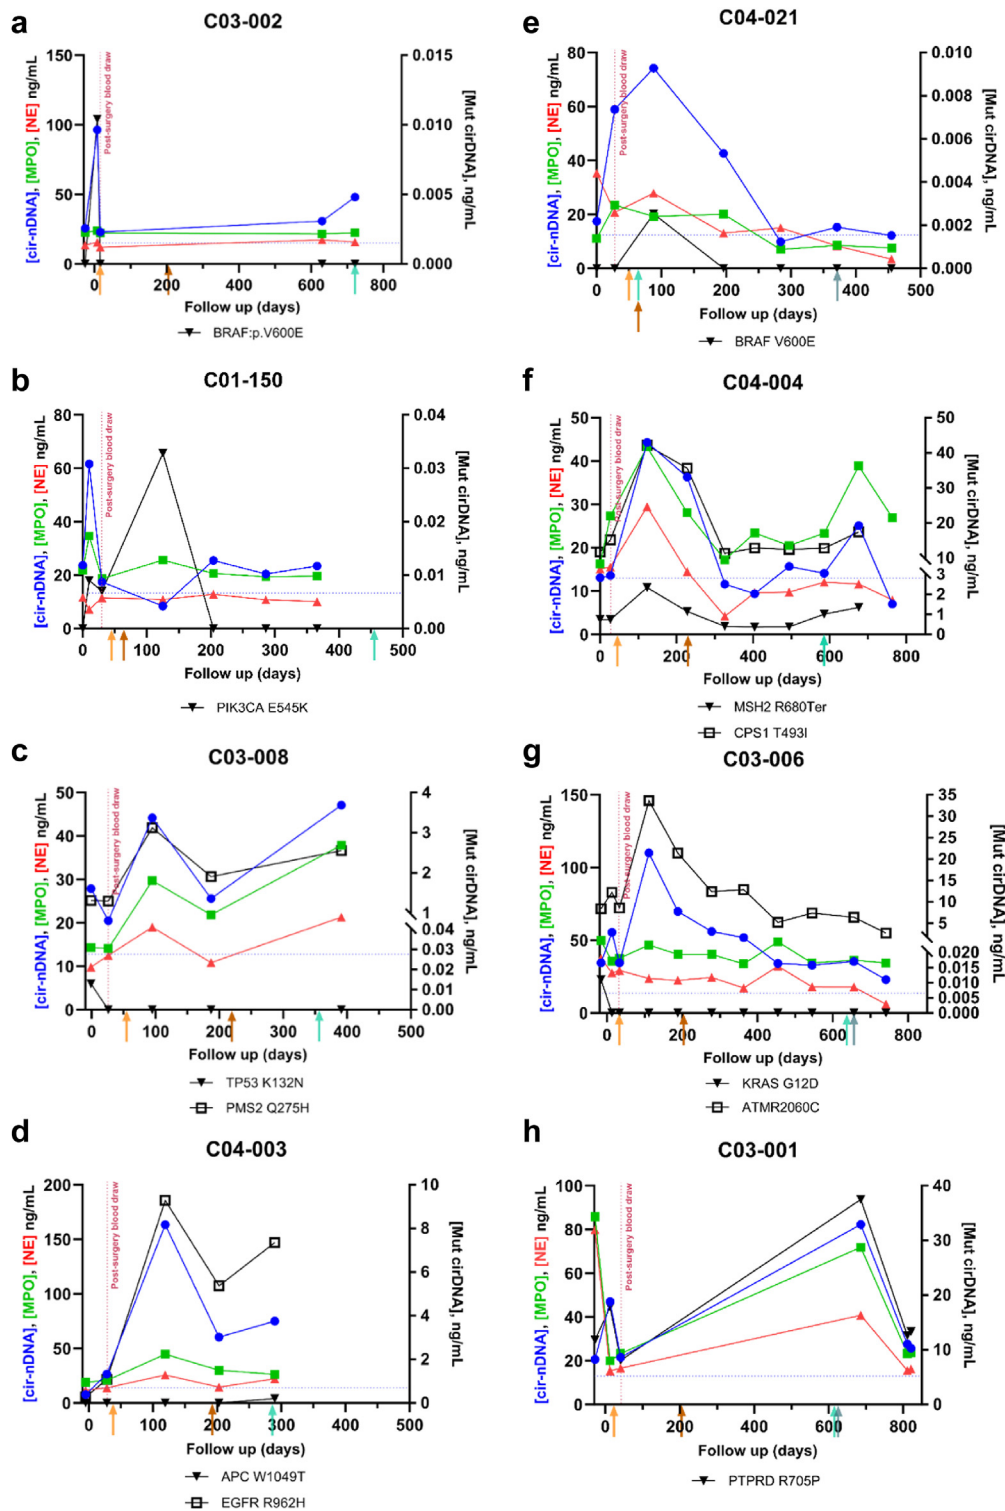 a
C03-002
150
100
50
0
0.015
0.010
0.005
0.000
[cir-nDNA], [MPO], [NE] ng/mL
[Mut cirDNA], ng/mL
Post-surgery blood draw
0 200 400 600 800
Follow up (days)
BRAF:p.V600E
b
C01-150
80
60
40
20
0
0.04
0.03
0.02
0.01
0.00
[cir-nDNA], [MPO], [NE] ng/mL
[Mut cirDNA], ng/mL
Post-surgery blood draw
0 100 200 300 400 500
Follow up (days)
PIK3CA E545K
c
C03-008
50
40
30
20
10
0
4
3
2
1
0.04
0.03
0.02
0.01
0.00
[cir-nDNA], [MPO], [NE] ng/mL
[Mut cirDNA], ng/mL
Post-surgery blood draw
0 100 200 300 400 500
Follow up (days)
TP53 K132N
PMS2 Q275H
d
C04-003
200
150
100
50
0
10
8
6
4
2
0
[cir-nDNA], [MPO], [NE] ng/mL
[Mut cirDNA], ng/mL
Post-surgery blood draw
0 100 200 300 400 500
Follow up (days)
APC W1049T
EGFR R962H
e
C04-021
80
60
40
20
0
0.010
0.008
0.006
0.004
0.002
0.000
[cir-nDNA], [MPO], [NE] ng/mL
[Mut cirDNA], ng/mL
Post-surgery blood draw
0 100 200 300 400 500
Follow up (days)
BRAF V600E
f
C04-004
50
40
30
20
10
0
50
40
30
20
10
3
2
1
0
[cir-nDNA], [MPO], [NE] ng/mL
[Mut cirDNA], ng/mL
Post-surgery blood draw
0 200 400 600 800
Follow up (days)
MSH2 R680Ter
CPS1 T493I
g
C03-006
150
100
50
0
35
30
25
20
15
10
5
0.020
0.015
0.010
0.005
0.000
[cir-nDNA], [MPO], [NE] ng/mL
[Mut cirDNA], ng/mL
Post-surgery blood draw
0 200 400 600 800
Follow up (days)
KRAS G12D
ATMR2060C
h
C03-001
100
80
60
40
20
0
40
30
20
10
0
[cir-nDNA], [MPO], [NE] ng/mL
[Mut cirDNA], ng/mL
Post-surgery blood draw
0 200 400 600 800
Follow up (days)
PTPRD R705P